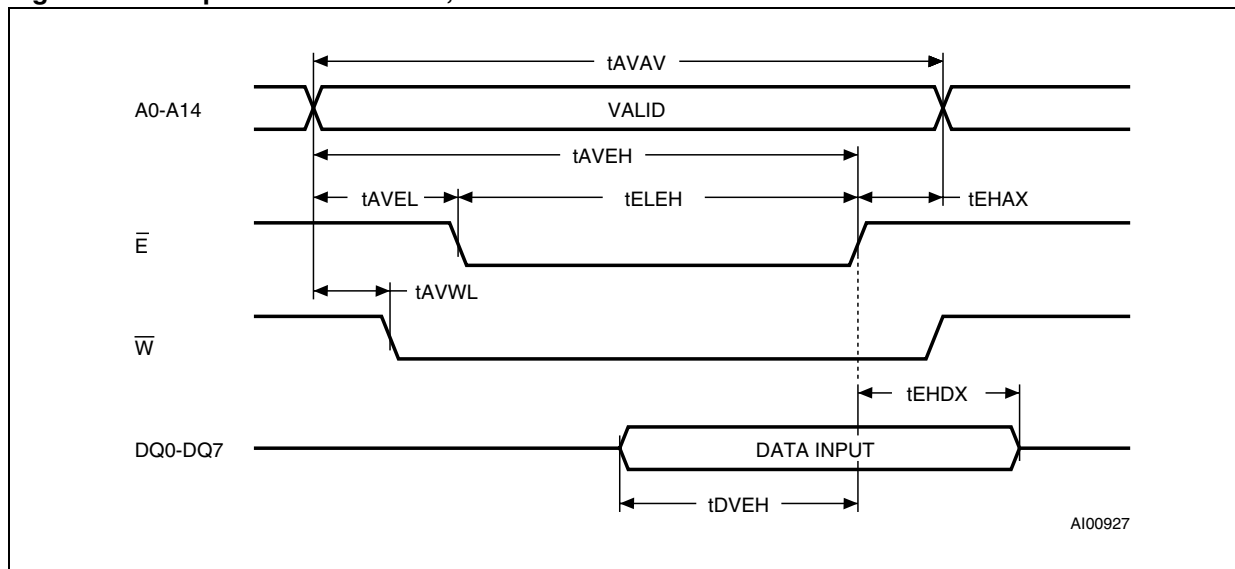 tAVAV
A0-A14
VALID
tAVEH
tAVEL
tELEH
tEHAX
E
tAVWL
W
tEHDX
DQ0-DQ7
DATA INPUT
tDVEH
AI00927